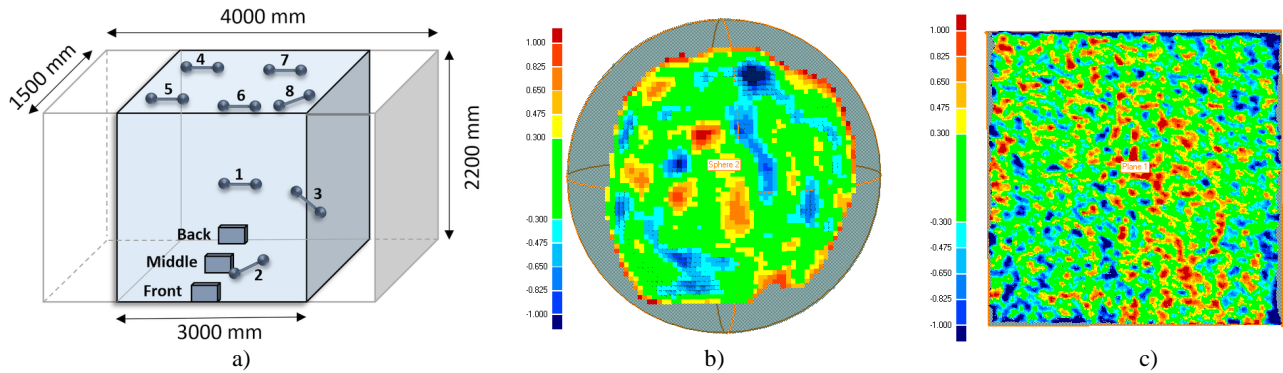 4000 mm
1500 mm
2200 mm
3000 mm
4
7
5
6
8
1
3
2
Back
Middle
Front
a)
1.000
0.825
0.650
0.475
0.300
-0.300
-0.475
-0.650
-0.825
-1.000
Sphere 2
b)
1.000
0.825
0.650
0.475
0.300
-0.300
-0.475
-0.650
-0.825
-1.000
Plane 1
c)